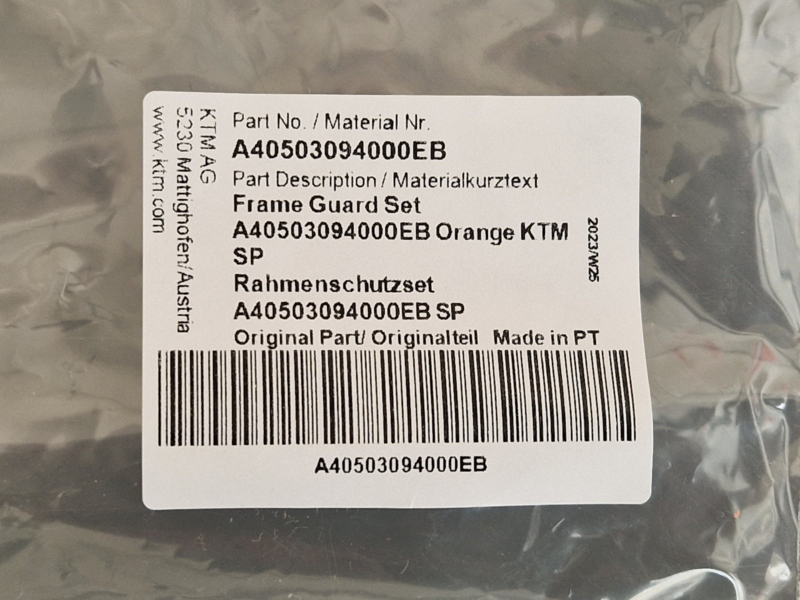 KTM AG
5230 Mattighofen/Austria
www.ktm.com
Part No. / Material Nr.
A40503094000EB
Part Description / Materialkurztext
Frame Guard Set
A40503094000EB Orange KTM
SP
Rahmenschutzset
A40503094000EB SP
Original Part/ Originalteil Made in PT
2023/W25
A40503094000EB